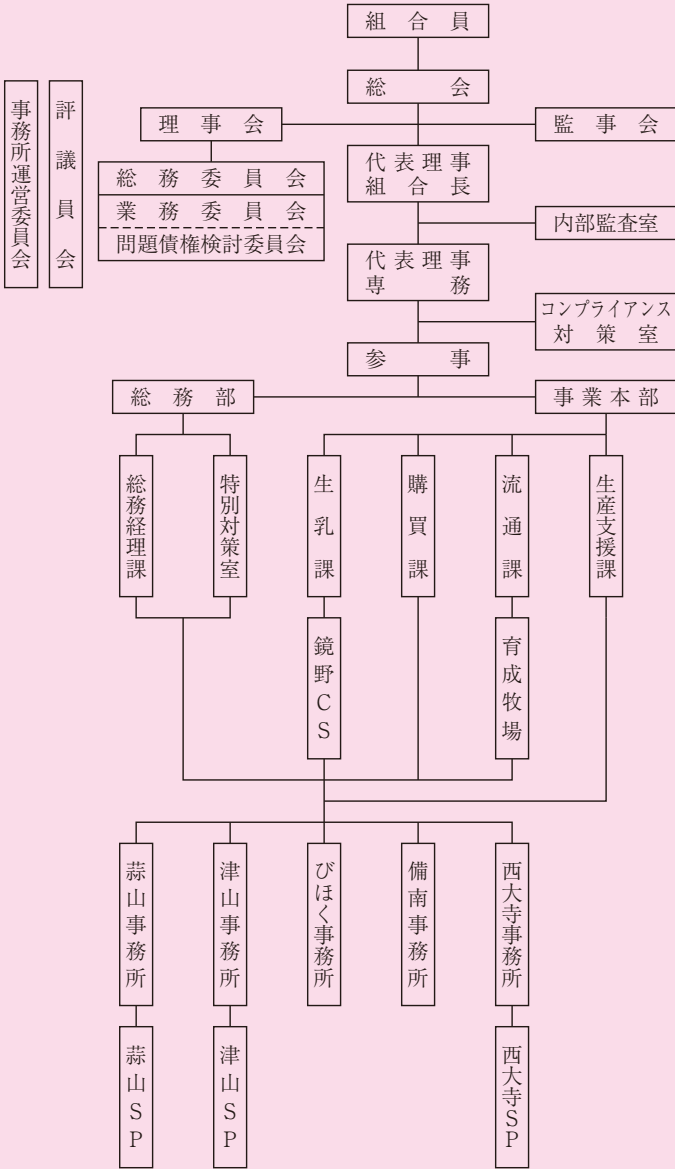 組合員
総会
理事会
監事会
事務所運営委員会
評議員会
総務委員会
業務委員会
問題債権検討委員会
代表理事
組合長
内部監査室
代表理事
専務
コンプライアンス
対策室
参事
総務部
事業本部
総務経理課
特別対策室
生乳課
購買課
流通課
生産支援課
鏡野CS
育成牧場
蒜山事務所
津山事務所
びほく事務所
備南事務所
西大寺事務所
蒜山SP
津山SP
西大寺SP